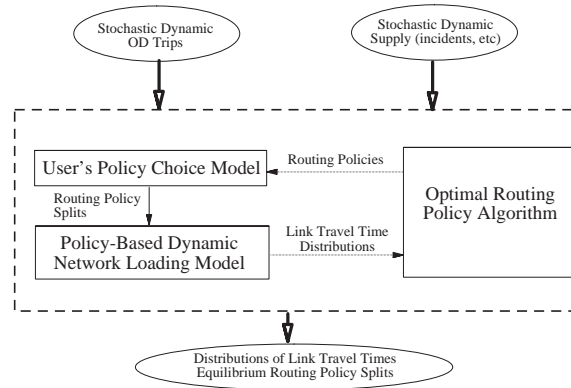 Stochastic Dynamic
OD Trips
Stochastic Dynamic
Supply (incidents, etc)
User's Policy Choice Model
Routing Policies
Optimal Routing
Policy Algorithm
Routing Policy
Splits
Policy-Based Dynamic
Network Loading Model
Link Travel Time
Distributions
Distributions of Link Travel Times
Equilibrium Routing Policy Splits